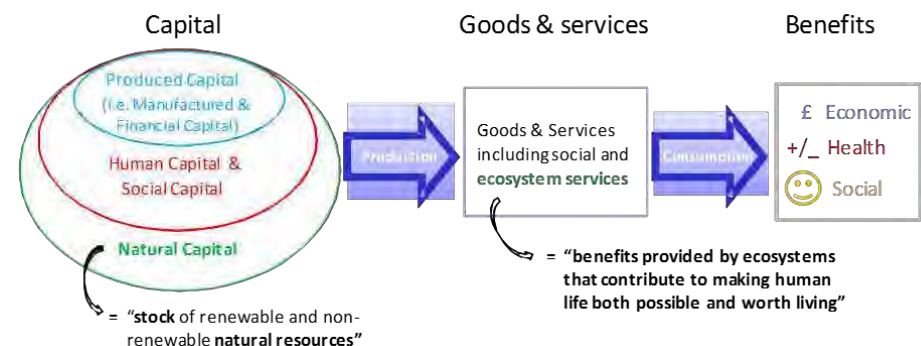 Capital
Goods & services
Benefits
Produced Capital
(i.e. Manufactured &
Financial Capital)
Human Capital &
Social Capital
Natural Capital
= “stock of renewable and non-
renewable natural resources”
Production
Goods & Services
including social and
ecosystem services
= “benefits provided by ecosystems
that contribute to making human
life both possible and worth living”
Consumption
£ Economic
+/_ Health
Social